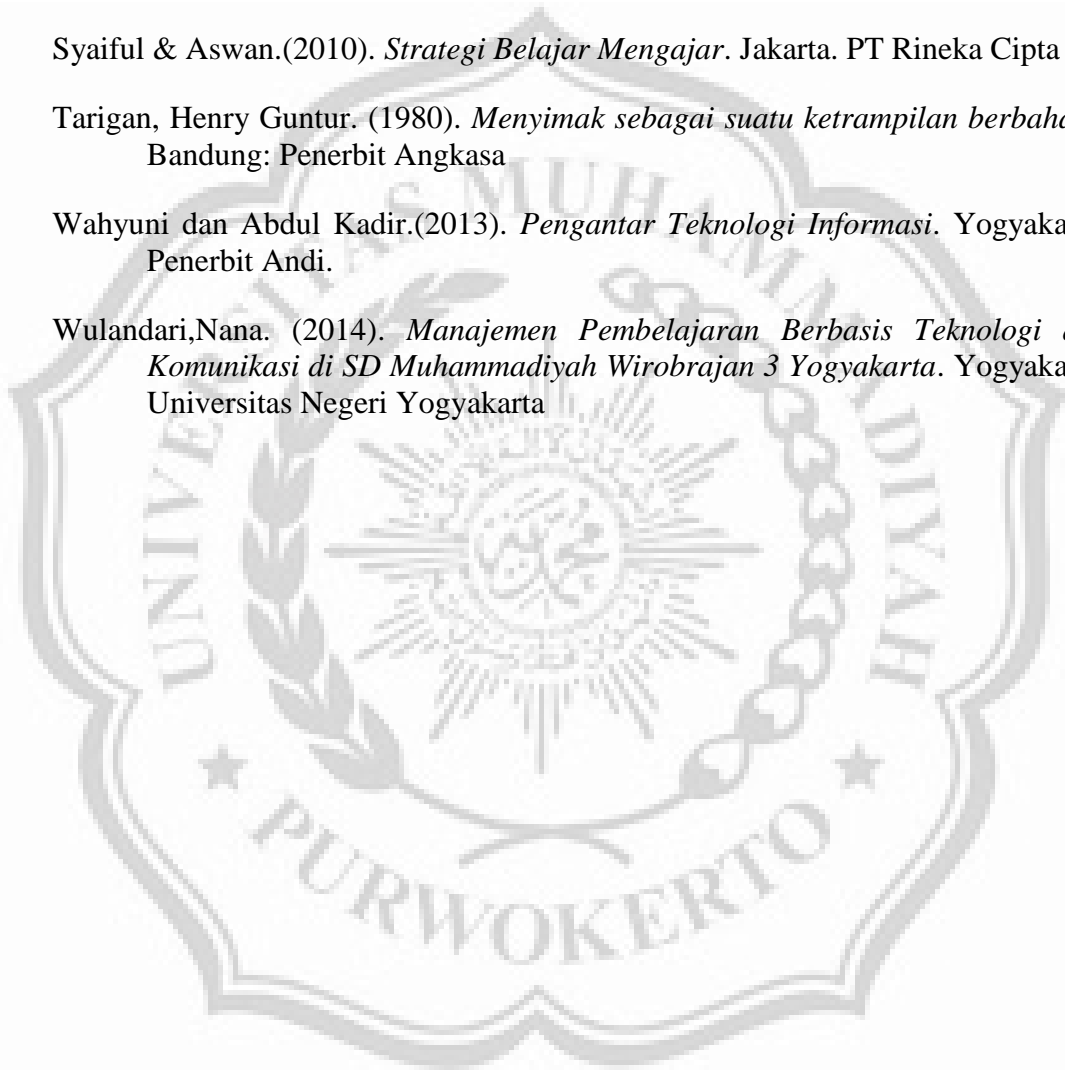 Syaiful & Aswan.(2010). Strategi Belajar Mengajar. Jakarta. PT Rineka Cipta
Tarigan, Henry Guntur. (1980). Menyimak sebagai suatu ketrampilan berbaha
Bandung: Penerbit Angkasa
Wahyuni dan Abdul Kadir.(2013). Pengantar Teknologi Informasi. Yogyaka
Penerbit Andi.
Wulandari,Nana. (2014). Manajemen Pembelajaran Berbasis Teknologi
Komunikasi di SD Muhammadiyah Wirobrajan 3 Yogyakarta. Yogyaka
Universitas Negeri Yogyakarta
UNIVERSITAS MUHAMMADIYAH
PURWOKERTO